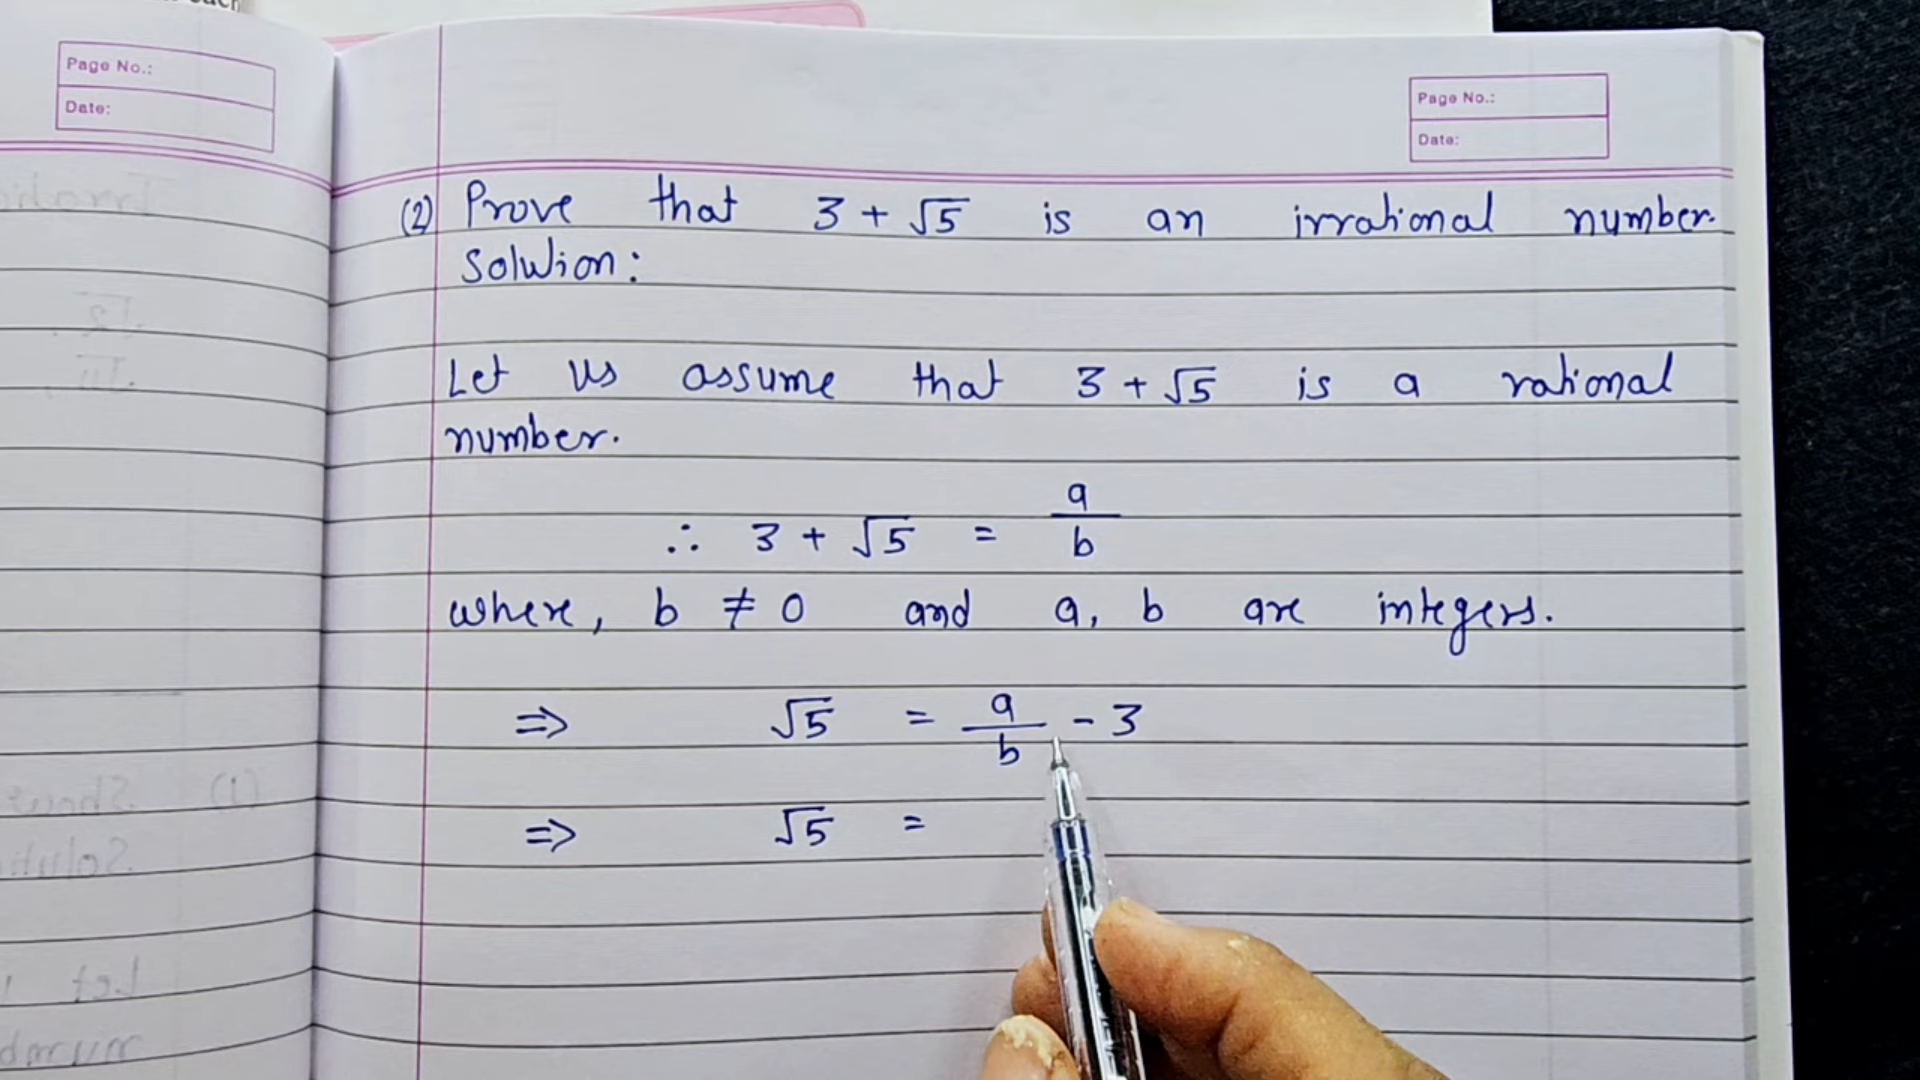 Page No.:
Date:
Page No.:
Date:
(2) Prove that 3 + √5 is an irrational number.
Solution:
Let us assume that 3 + √5 is a rational
number.
∴ 3 + √5 = a/b
where, b ≠ 0 and a, b are integers.
⇒ √5 = a/b - 3
⇒ √5 =